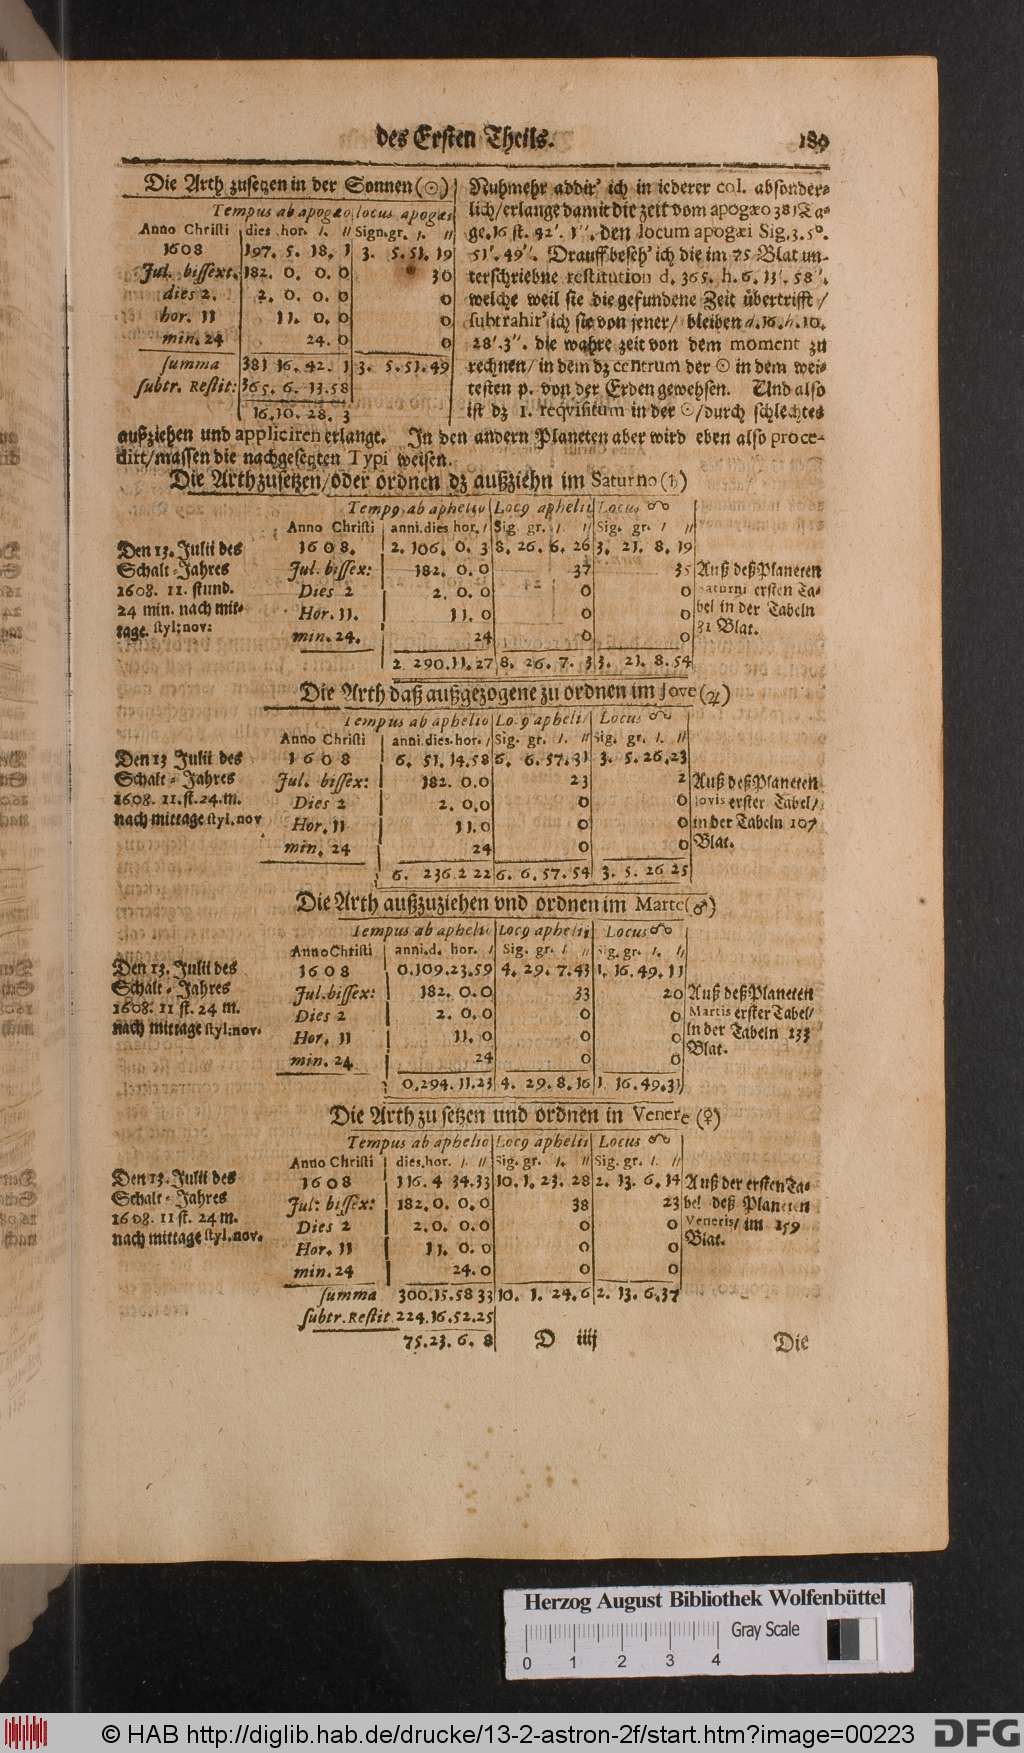 des Ersten Theils. 189
Die Arth zusetzen in der Sonnen (☉)
Tempus ab apogæo locus apogæi
Anno Christi dies .hor. /. // Sign.gr. /. //
1608 197. 5. 18. 1 3. 5.51.19
Jul. bissext. 182. 0. 0. 0 30
dies 2. 2. 0. 0. 0 0
hor. 11 11. 0. 0 0
min. 24 24. 0 0
summa 381 16. 42. 1 3. 5.51.49
subtr. Restit: 365. 6. 13.58
16.10. 28. 3
Nuhmehr addir' ich in iederer col. absonder-
lich/erlange damit die zeit vom apogæo 381 Ta-
ge.16 st. 42'. 1''. den locum apogæi Sig.3.5°.
51'. 49''. Drauff beseh' ich die im 75 Blat un-
terschriebne restitution d. 365. h. 6. 13'. 58''.
welche weil sie die gefundene Zeit übertrifft/
subtrahir' ich sie von jener/ bleiben d.16.h.10.
28'.3''. die wahre zeit von dem moment zu
rechnen/ in dem dz centrum der ☉ in dem wei-
testen p. von der Erden gewehsen. Und also
ist dz 1. reqvisitum in der ☉/durch schlechtes
außziehen und appliciren erlanget. In den andern Planeten aber wird eben also proce-
dirt/massen die nachgesetzten Typi weisen.
Die Arth zusetzen/oder ordnen dz außziehn im Saturno (♄)
Tempq ab aphelio Locq aphelii Locus ☊
Anno Christi anni.dies hor. / Sig. gr. /. // Sig. gr. / //
Den 13. Julii des 1608. 2. 106. 0. 3 8. 26. 6. 26 3. 21. 8. 19
Schalt-Jahres Jul. bissex: 182. 0.0 37 35 Auß deß Planeten
1608. 11. stund. Dies 2 2. 0. 0 0 0 Saturni ersten Ta-
24 min. nach mit- Hor. 11. 11. 0 0 0 bel in der Tabeln
tage. styl: nov: min. 24. 24 0 0 31 Blat.
2 290.11.27 8. 26. 7. 3 3. 21. 8.54
Die Arth daß außgezogene zu ordnen im Jove (♃)
Tempus ab aphelio Locq aphelii Locus ☊
Anno Christi anni.dies.hor. / Sig. gr. /. // Sig. gr. /. //
Den 13 Julii des 1608 6. 51. 14.58 6. 6.57.31 3. 5.26.23
Schalt-Jahres Jul. bissex: 182. 0.0 23 2 Auß deß Planeten
1608. 11.st.24.m. Dies 2 2. 0.0 0 0 Jovis erster Tabel/
nach mittage styl.nov Hor. 11 11.0 0 0 in der Tabeln 107
min. 24 24 0 0 Blat.
6. 236 2 22 6. 6.57.54 3. 5. 26 25
Die Arth außzuziehen vnd ordnen im Marte (♂)
Tempus ab aphelio Locq aphelii Locus ☊
Anno Christi anni.d. hor. / Sig. gr. / // Sig.gr. /. //
Den 13. Julii des 1608 0.109.23.59 4. 29. 7.43 1. 16.49.11
Schalt-Jahres Jul.bissex: 182. 0.0 33 20 Auß deß Planeten
1608. 11 st. 24 m. Dies 2 2. 0.0 0 0 Martis erster Tabel/
nach mittage styl:nov. Hor. 11 11. 0 0 0 in der Tabeln 133
min. 24 24 0 0 Blat.
0.294.11.23 4. 29. 8.16 1 16.49.31
Die Arth zu setzen und ordnen in Venere (♀)
Tempus ab aphelio Locq aphelii Locus ☊
Anno Christi dies.hor. /. // Sig. gr. /. // Sig. gr. /. //
Den 13. Julii des 1608 116. 4 34.33 10. 1. 23. 28 2. 13. 6.14 Auß der ersten Ta-
Schalt-Jahres Jul: bissex: 182. 0. 0. 0 38 23 bel deß Planeten
1608. 11 st. 24 m. Dies 2 2. 0. 0.0 0 0 Veneris/ im 159
nach mittage styl.nov. Hor. 11 11. 0. 0 0 0 Blat.
min. 24 24. 0 0 0
summa 300.15.58 33 10. 1. 24. 6 2. 13. 6.37
subtr. Restit 224.16.52.25
75.23. 6. 8 D iiij Die
Herzog August Bibliothek Wolfenbüttel
Gray Scale
0 1 2 3 4
© HAB http://diglib.hab.de/drucke/13-2-astron-2f/start.htm?image=00223 DFG